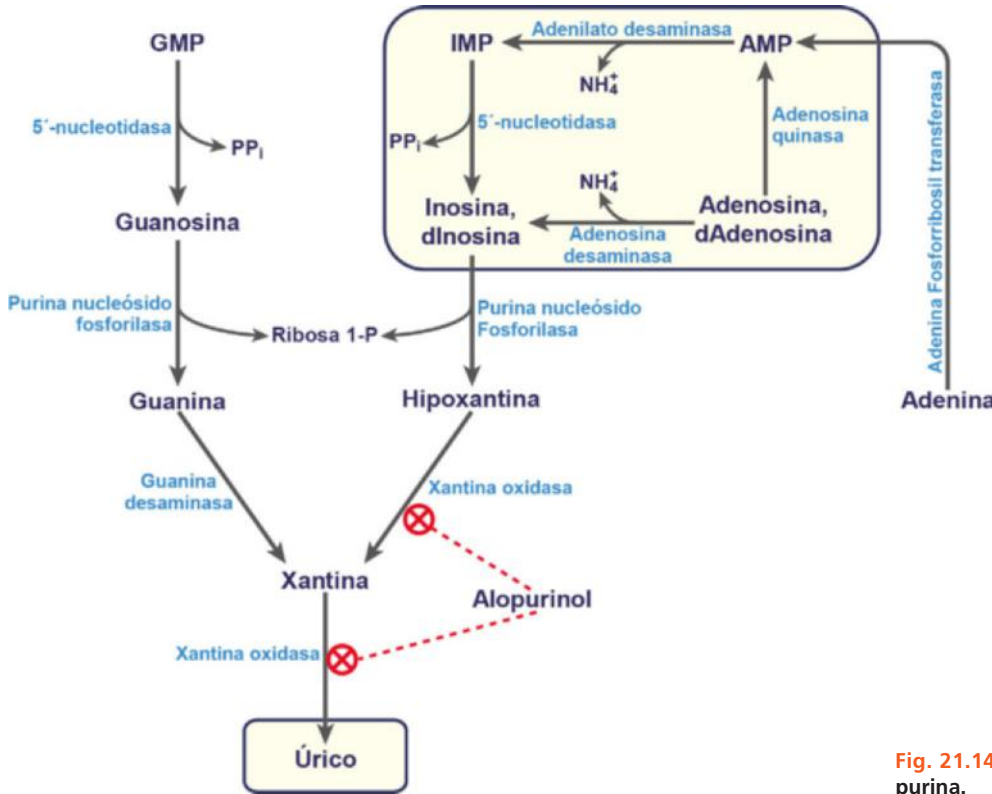 GMP
IMP
Adenilato desaminasa
AMP
NH₄⁺
5´-nucleotidasa
PPᵢ
PPᵢ
5´-nucleotidasa
Adenosina
quinasa
Adenina Fosforribosil transferasa
NH₄⁺
Guanosina
Inosina,
dInosina
Adenosina
desaminasa
Adenosina,
dAdenosina
Purina nucleósido
fosforilasa
Ribosa 1-P
Purina nucleósido
Fosforilasa
Guanina
Hipoxantina
Adenina
Guanina
desaminasa
Xantina oxidasa
Xantina
Alopurinol
Xantina oxidasa
Úrico
Fig. 21.14
purina.